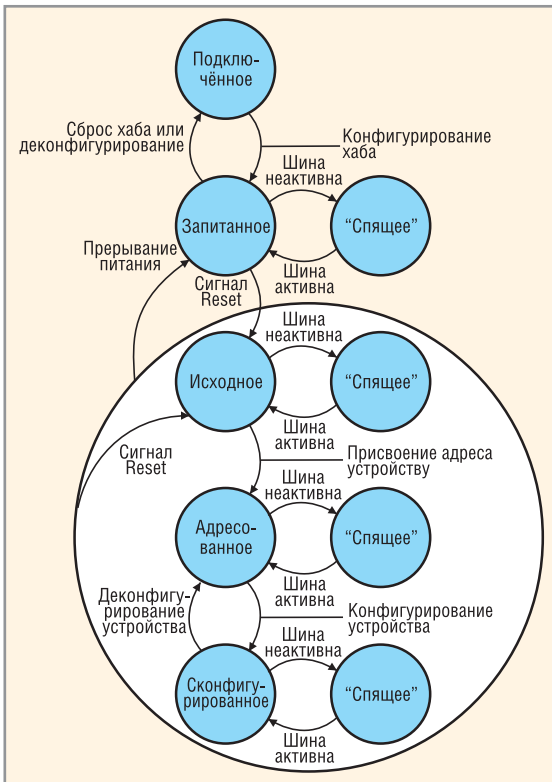 Подклю-
чённое
Сброс хаба или
деконфигурирование
Конфигурирование
хаба
Шина
неактивна
Запитанное
“Спящее”
Прерывание
питания
Шина
активна
Сигнал
Reset
Шина
неактивна
Исходное
“Спящее”
Шина
активна
Сигнал
Reset
Присвоение адреса
устройству
Шина
неактивна
Адресо-
ванное
“Спящее”
Шина
активна
Деконфигу-
рирование
устройства
Конфигурирование
устройства
Шина
неактивна
Сконфигу-
рированное
“Спящее”
Шина
активна